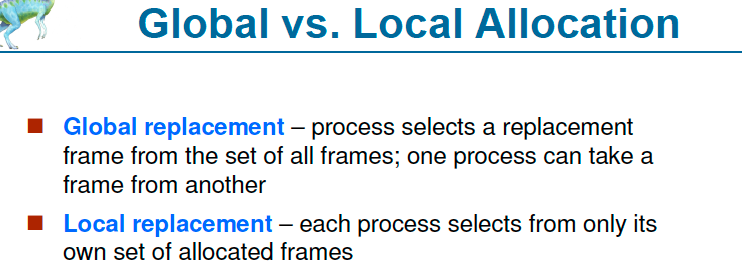 Global vs. Local Allocation
Global replacement – process selects a replacement
frame from the set of all frames; one process can take a
frame from another
Local replacement – each process selects from only its
own set of allocated frames